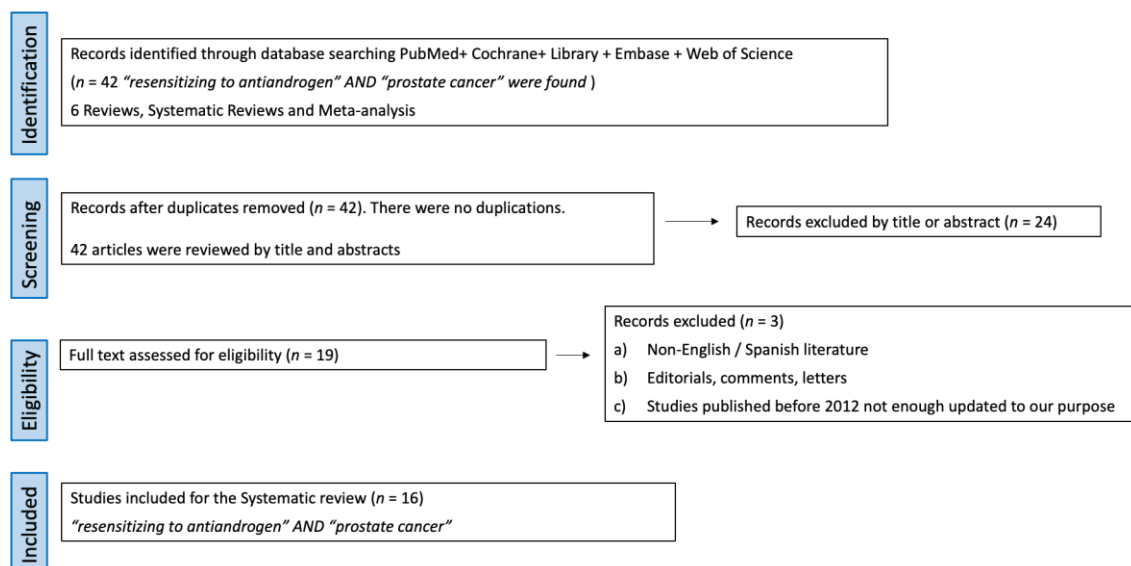 Identification
Records identified through database searching PubMed+ Cochrane+ Library + Embase + Web of Science
(n = 42 “resensitizing to antiandrogen” AND “prostate cancer” were found )
6 Reviews, Systematic Reviews and Meta-analysis
Screening
Records after duplicates removed (n = 42). There were no duplications.
42 articles were reviewed by title and abstracts
Records excluded by title or abstract (n = 24)
Eligibility
Full text assessed for eligibility (n = 19)
Records excluded (n = 3)
a) Non-English / Spanish literature
b) Editorials, comments, letters
c) Studies published before 2012 not enough updated to our purpose
Included
Studies included for the Systematic review (n = 16)
“resensitizing to antiandrogen” AND “prostate cancer”